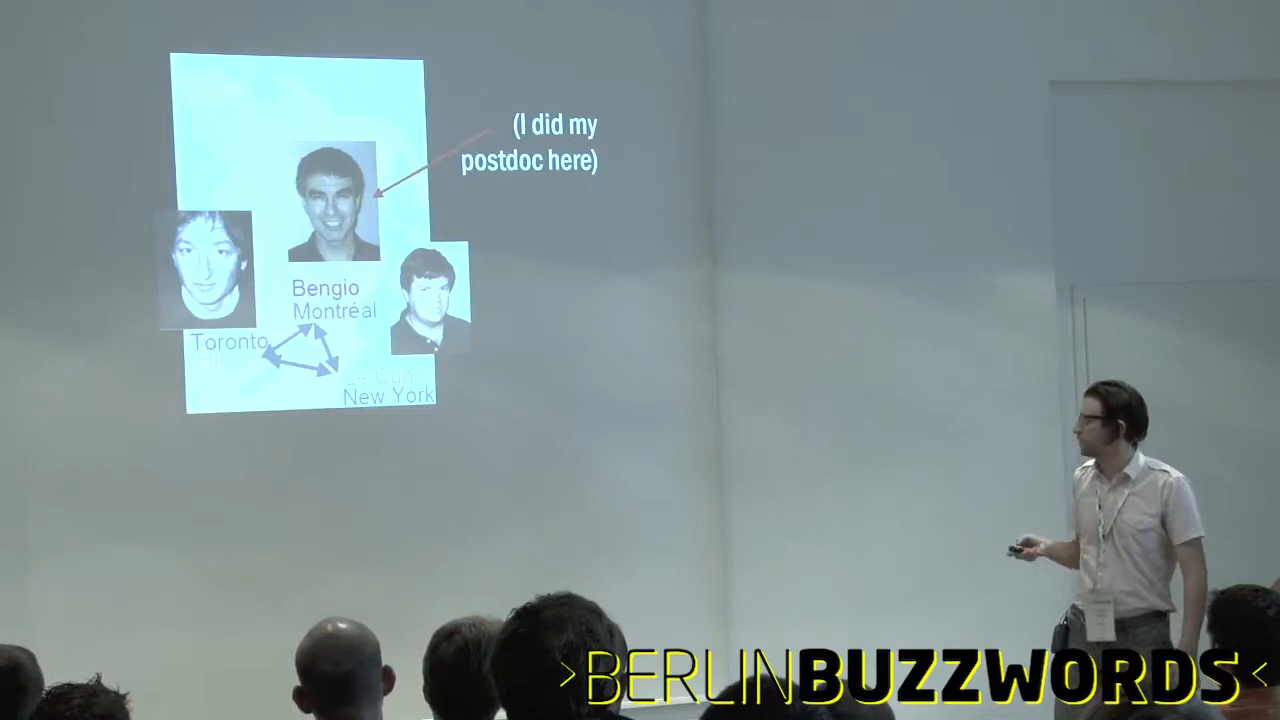 (I did my
postdoc here)
Bengio
Montréal
Toronto
New York
>BERLINBUZZWORDS<